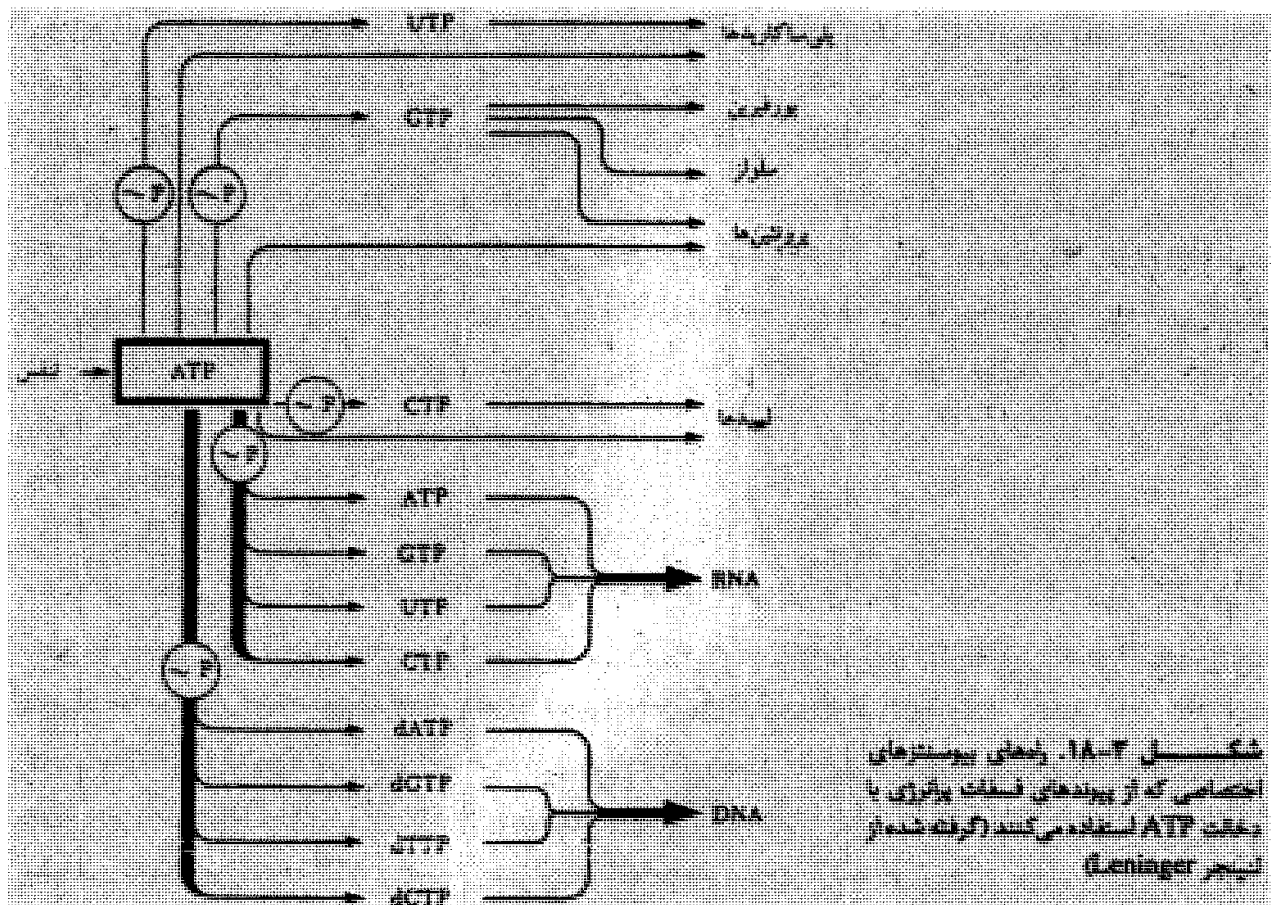 UTP
پلی‌ساکاریدها
GTP
پورفیرین
سلولز
پروتئین‌ها
~ P
~ P
تنفس
ATP
~ P
CTP
لیپیدها
~ P
ATP
GTP
UTP
RNA
CTP
~ P
dATP
dGTP
DNA
dTTP
dCTP
شکل ۳-۱۸. راههای بیوسنتزهای
اختصاصی که از پیوندهای فسفات پرانرژی با
دخالت ATP استفاده می‌کنند (گرفته شده از
Leninger)